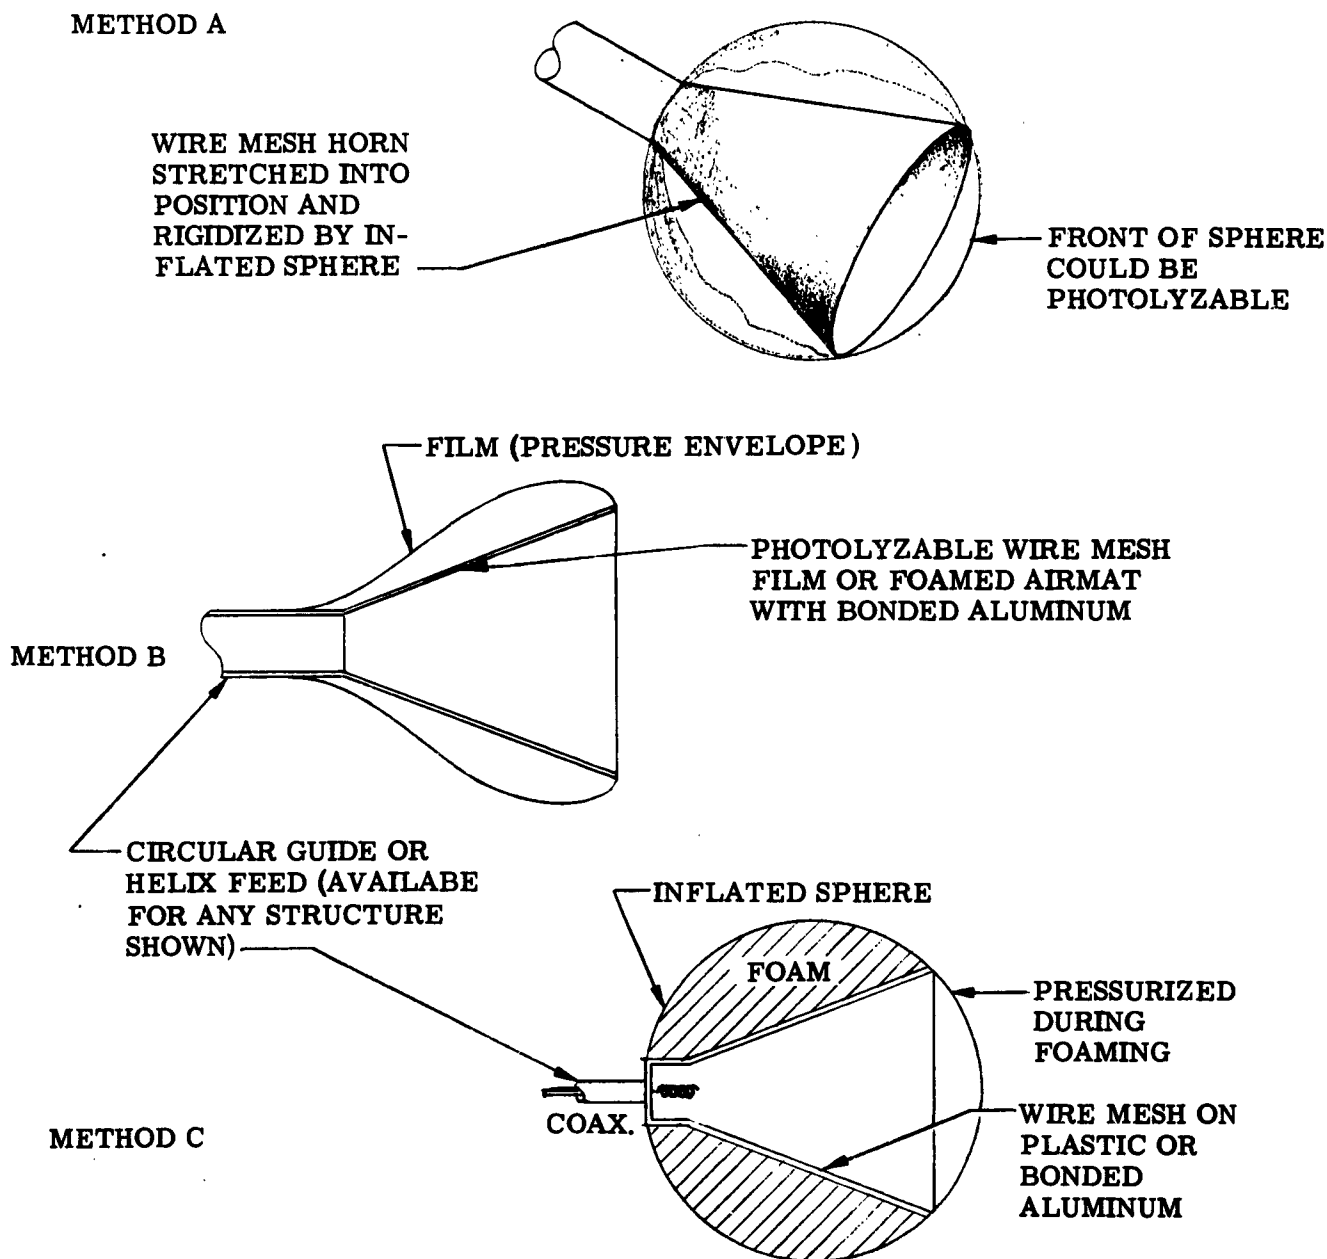 METHOD A
WIRE MESH HORN
STRETCHED INTO
POSITION AND
RIGIDIZED BY IN-
FLATED SPHERE
FRONT OF SPHERE
COULD BE
PHOTOLYZABLE
FILM (PRESSURE ENVELOPE)
PHOTOLYZABLE WIRE MESH
FILM OR FOAMED AIRMAT
WITH BONDED ALUMINUM
METHOD B
CIRCULAR GUIDE OR
HELIX FEED (AVAILABE
FOR ANY STRUCTURE
SHOWN)
INFLATED SPHERE
FOAM
PRESSURIZED
DURING
FOAMING
COAX.
WIRE MESH ON
PLASTIC OR
BONDED
ALUMINUM
METHOD C